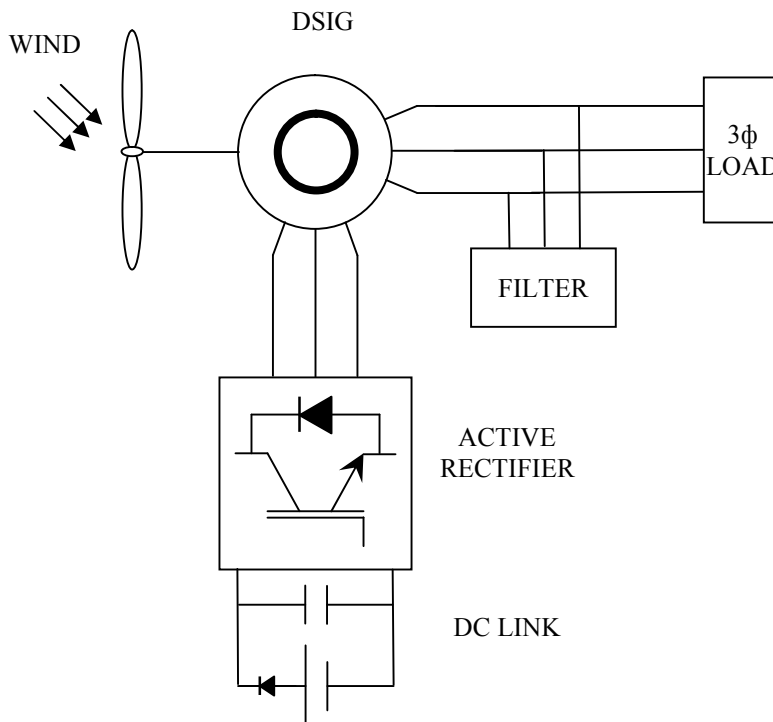 DSIG
WIND
3ϕ
LOAD
FILTER
ACTIVE
RECTIFIER
DC LINK